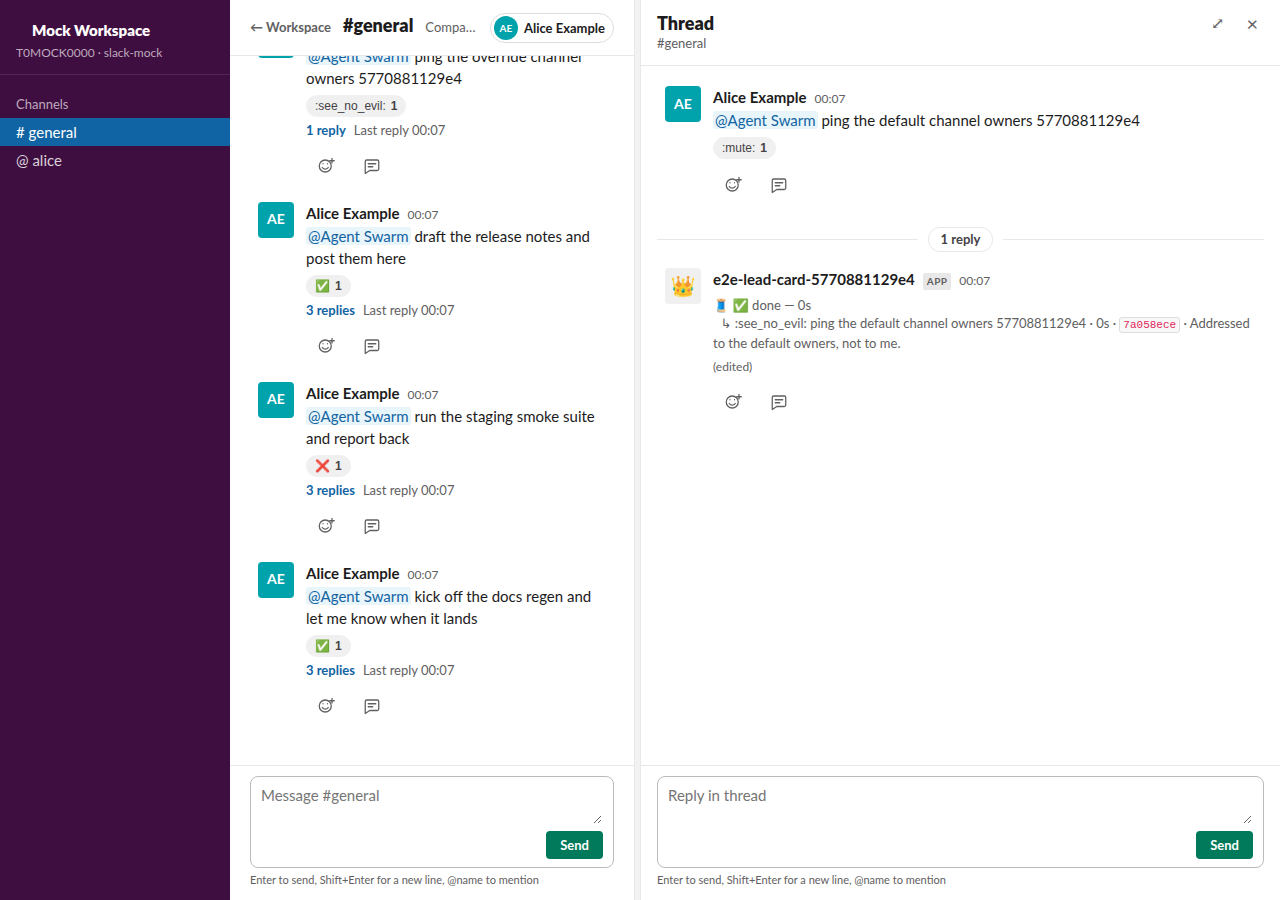 Mock Workspace
T0MOCK0000 · slack-mock
Channels
# general
@ alice
← Workspace #general Compa... AE Alice Example
@Agent Swarm ping the override channel
owners 5770881129e4
:see_no_evil: 1
1 reply Last reply 00:07
AE Alice Example 00:07
@Agent Swarm draft the release notes and
post them here
✅ 1
3 replies Last reply 00:07
AE Alice Example 00:07
@Agent Swarm run the staging smoke suite
and report back
❌ 1
3 replies Last reply 00:07
AE Alice Example 00:07
@Agent Swarm kick off the docs regen and
let me know when it lands
✅ 1
3 replies Last reply 00:07
Message #general
Send
Enter to send, Shift+Enter for a new line, @name to mention
Thread
#general
AE Alice Example 00:07
@Agent Swarm ping the default channel owners 5770881129e4
:mute: 1
1 reply
e2e-lead-card-5770881129e4 APP 00:07
🧵 ✅ done — 0s
↳ :see_no_evil: ping the default channel owners 5770881129e4 · 0s · 7a058ece · Addressed
to the default owners, not to me.
(edited)
Reply in thread
Send
Enter to send, Shift+Enter for a new line, @name to mention